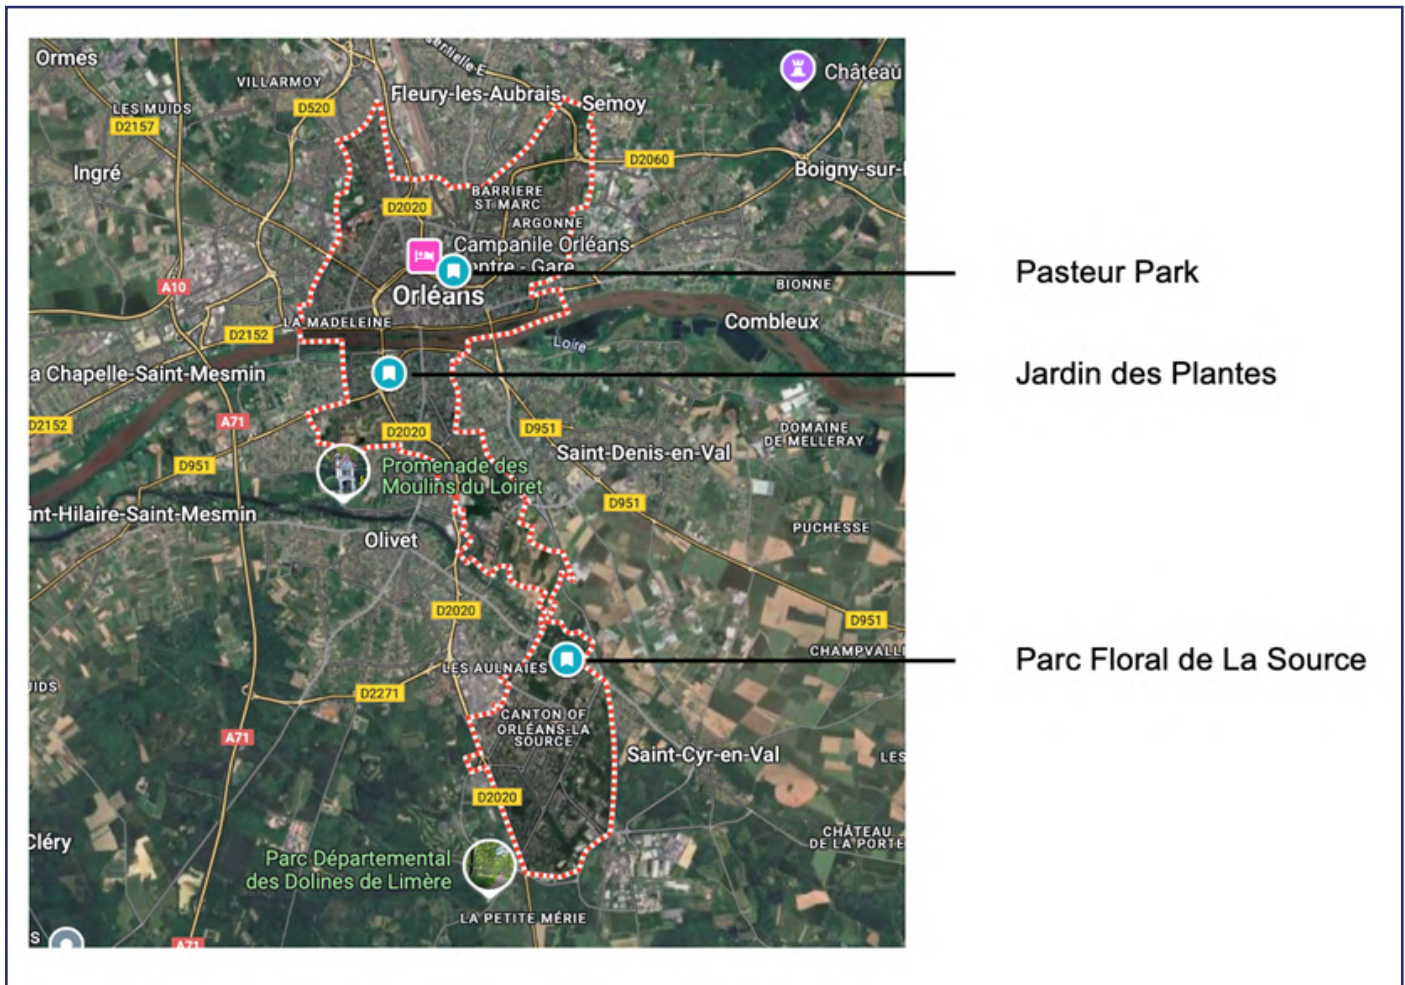 Ormes
VILLARMOY
Fleury-les-Aubrais
Semoy
Château
LES MUIDS
D520
D2157
D2060
Ingré
Boigny-sur-
BARRIERE
ST MARC
D2020
ARGONNE
Campanile Orléans
entre - Gare
Pasteur Park
A10
Orléans
BIONNE
LA MADELEINE
Combleux
D2152
Loire
a Chapelle-Saint-Mesmin
Jardin des Plantes
A71
D2152
D2020
D951
DOMAINE
DE MELLERAY
Saint-Denis-en-Val
D951
Promenade des
Moulins du Loiret
D951
int-Hilaire-Saint-Mesmin
PUCHESSE
Olivet
D2020
D951
CHAMPVALL
LES AULNAIES
Parc Floral de La Source
UIDS
D2271
CANTON OF
ORLÉANS-LA
SOURCE
A71
Saint-Cyr-en-Val
LES
D2020
Cléry
CHÂTEAU
DE LA PORTE
Parc Départemental
des Dolines de Limère
LA PETITE MÉRIE
S
A71